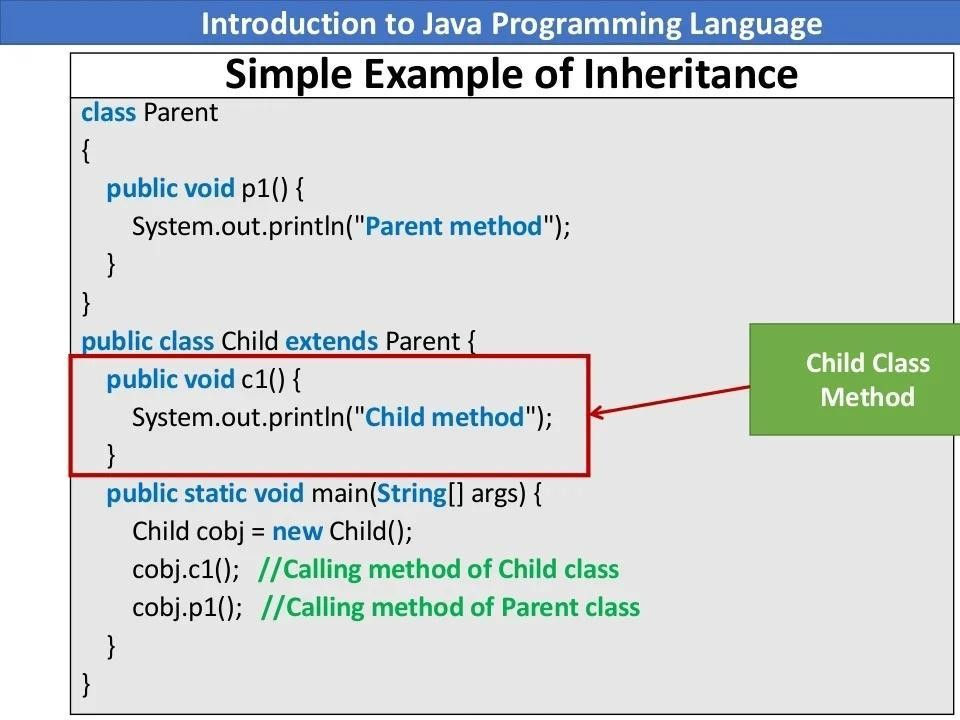 Introduction to Java Programming Language
Simple Example of Inheritance
class Parent
{
public void p1() {
System.out.println("Parent method");
}
}
public class Child extends Parent {
public void c1() {
System.out.println("Child method");
}
public static void main(String[] args) {
Child cobj = new Child();
cobj.c1(); //Calling method of Child class
cobj.p1(); //Calling method of Parent class
}
}
Child Class
Method